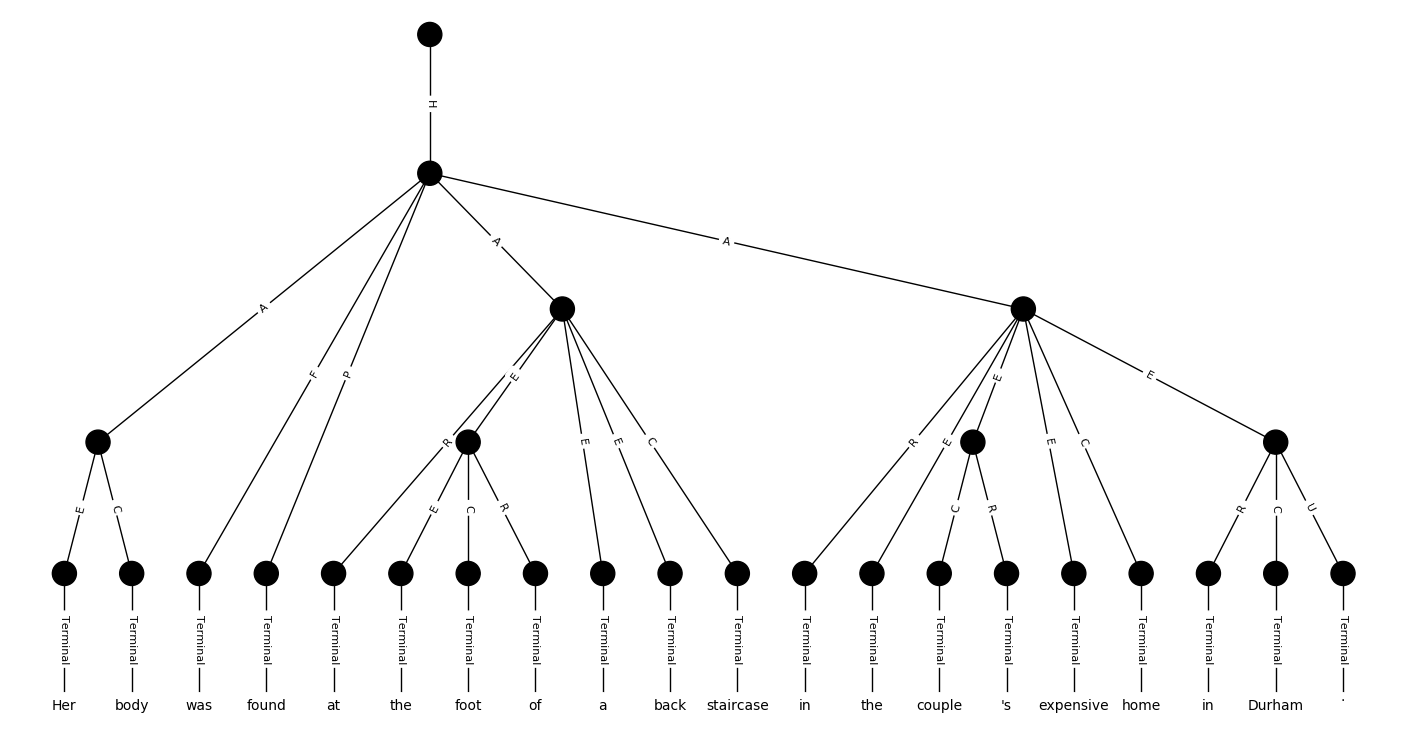 H
A
A
A
F
P
E
E
E
R
E
R
E
E
C
E
C
E
C
E
C
R
C
R
R
C
U
Terminal Terminal Terminal Terminal Terminal Terminal Terminal Terminal Terminal Terminal Terminal Terminal Terminal Terminal Terminal Terminal Terminal Terminal Terminal Terminal
Her body was found at the foot of a back staircase in the couple 's expensive home in Durham .